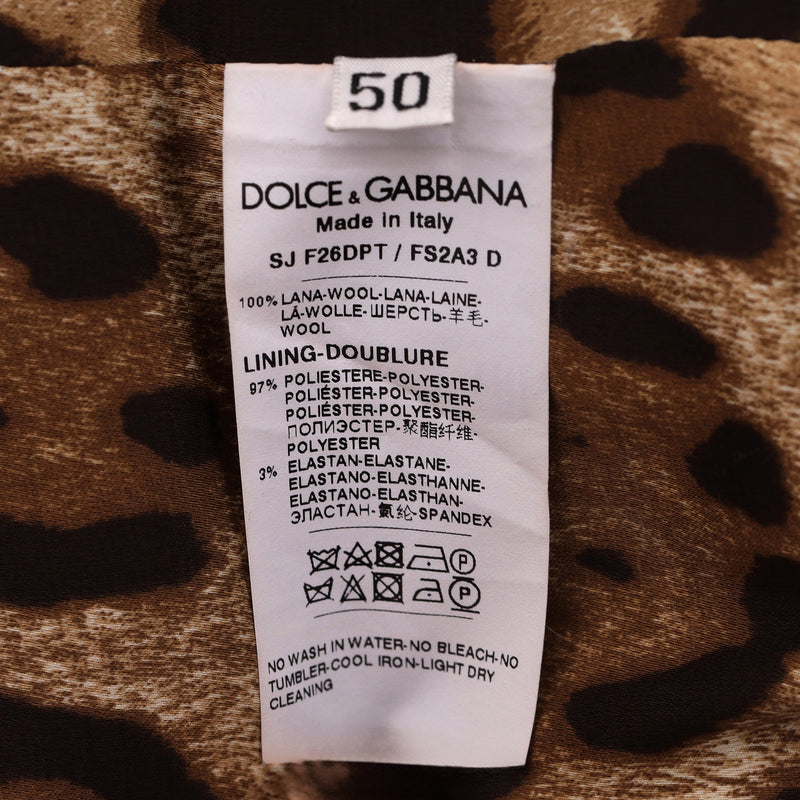 50
DOLCE & GABBANA
Made in Italy
SJ F26DPT / FS2A3 D
100% LANA-WOOL-LANA-LAINE-
LÃ-WOLLE-ШЕРСТЬ-羊毛-
WOOL
LINING-DOUBLURE
97% POLIESTERE-POLYESTER-
POLIÉSTER-POLYESTER-
POLIÉSTER-POLYESTER-
ПОЛИЭСТЕР-聚酯纤维-
POLYESTER
3% ELASTAN-ELASTANE-
ELASTANO-ELASTHANNE-
ELASTANO-ELASTHAN-
ЭЛАСТАН-氨纶-SPANDEX
P
P
NO WASH IN WATER-NO BLEACH-NO
TUMBLER-COOL IRON-LIGHT DRY
CLEANING